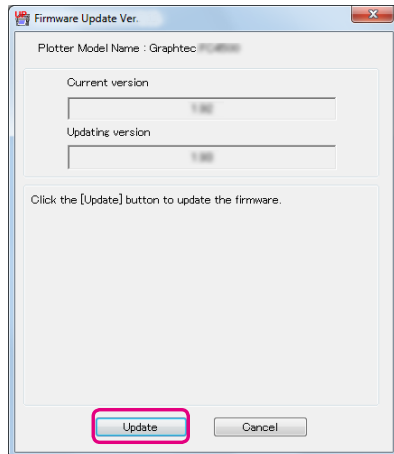 Firmware Update Ver.
Plotter Model Name : Graphtec
Current version
Updating version
Click the [Update] button to update the firmware.
Update
Cancel